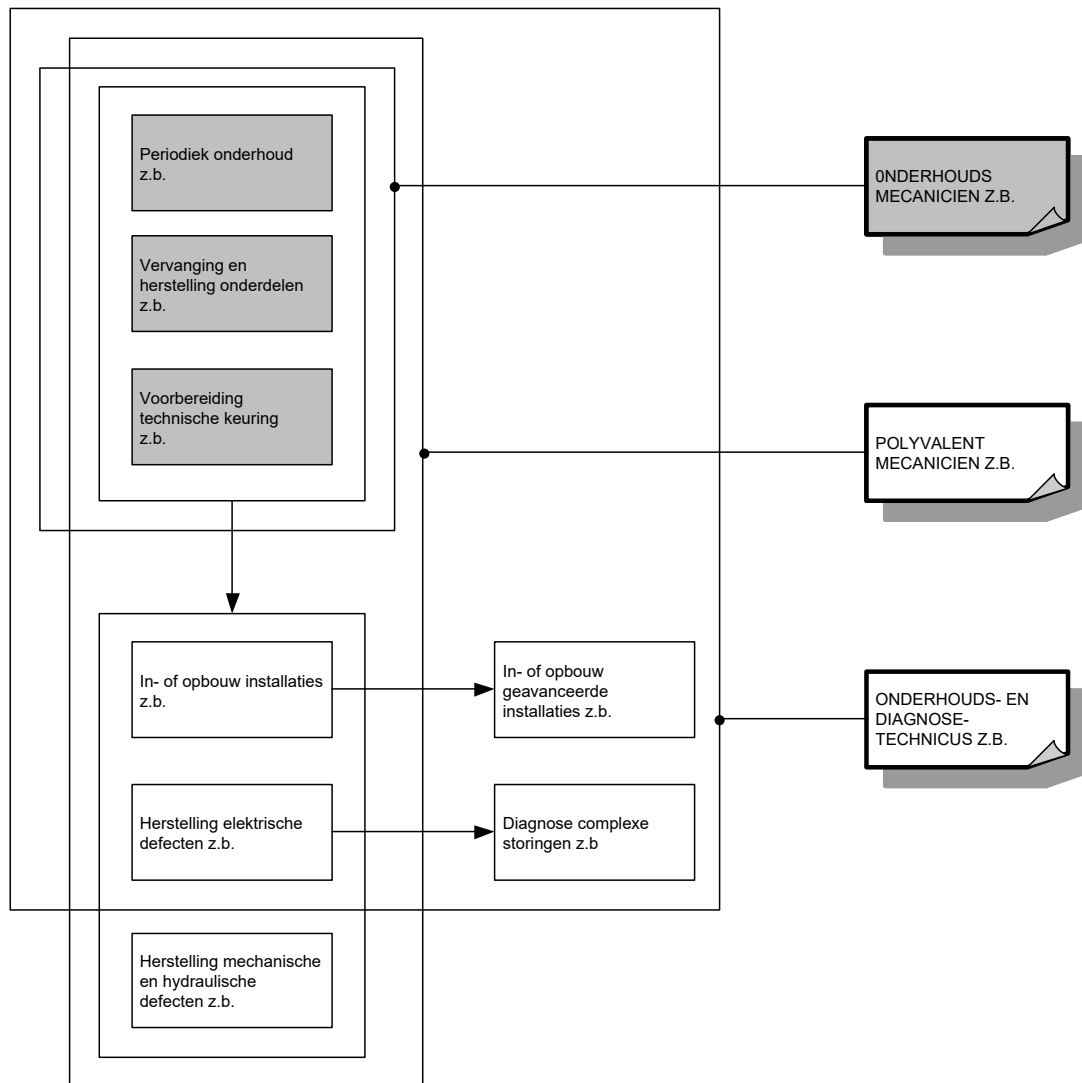 Periodiek onderhoud
z.b.
Vervanging en
herstelling onderdelen
z.b.
Voorbereiding
technische keuring
z.b.
0NDERHOUDS
MECANICIEN Z.B.
POLYVALENT
MECANICIEN Z.B.
In- of opbouw installaties
z.b.
In- of opbouw
geavanceerde
installaties z.b.
ONDERHOUDS- EN
DIAGNOSE-
TECHNICUS Z.B.
Herstelling elektrische
defecten z.b.
Diagnose complexe
storingen z.b
Herstelling mechanische
en hydraulische
defecten z.b.